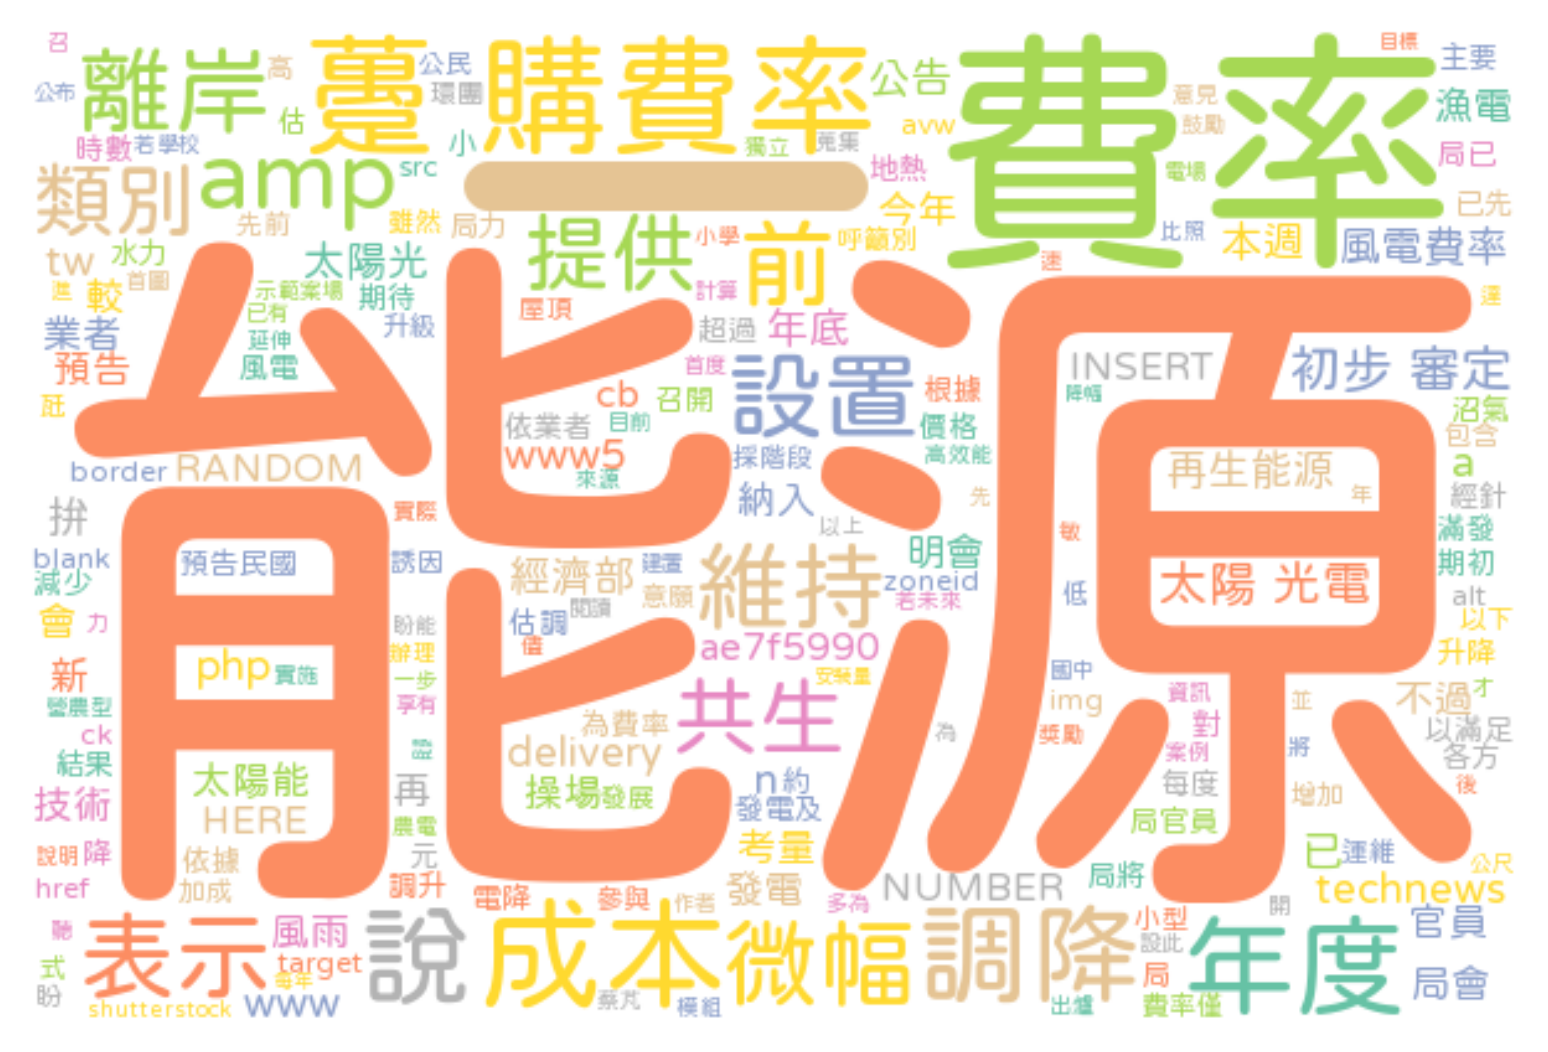 召
離岸
高
躉購費率
公民
公告
費率
目標
主要
公布
環團
估
意見
漁電
avw
鼓勵
時數
若學校
小
獨立
蒐集
局已
類別
amp
src
一
地熱
電場
先前
雖然
局力
提供
小學
前
呼籲別
今年
比照
本週
風電費率
已先
tw
水力
太陽光
速
進
較
首圖
示範案場
期待
計算
達
已有
業者
延伸
升級
屋頂
超過
年底
能源
預告
風電
首度
設置
INSERT
初步 審定
瓩
cb
召開
根據
降幅
沼氣
依業者
目前
價格
包含
border
RANDOM
www5
來源
採階段
高效能
再生能源
a
拚
實際
納入
先
年
經針
以上
敏
滿發
blank
預告民國
誘因
經濟部
建置
維持
明會
zoneid
太陽 光電
期初
減少
閱讀
意願
若未來
低
alt
會
力
盼能
估調
以下
僖
ae7f5990
辦理
升降
新
php
實施
一步
安裝量
國中
營農型
享有
共生
img
資訊
並
不過
才
ck
為費率
為
獎勵
對
以滿足
結果
delivery
案例
將
各方
太陽能
再
操場
發展
n
約
每度
後
技術
HERE
農電
發電及
局官員
增加
說明
降
依據
元
考量
已
運維
公尺
href
加成
調升
電降
參與
作者
發電
多為
NUMBER
局將
technews
聽
表示
風雨
說
成本
微幅
調降
小型
開
年度
官員
式
target
每年
設此
局
局會
盼
shutterstock
www
蔡芃
模組
出爐
費率僅